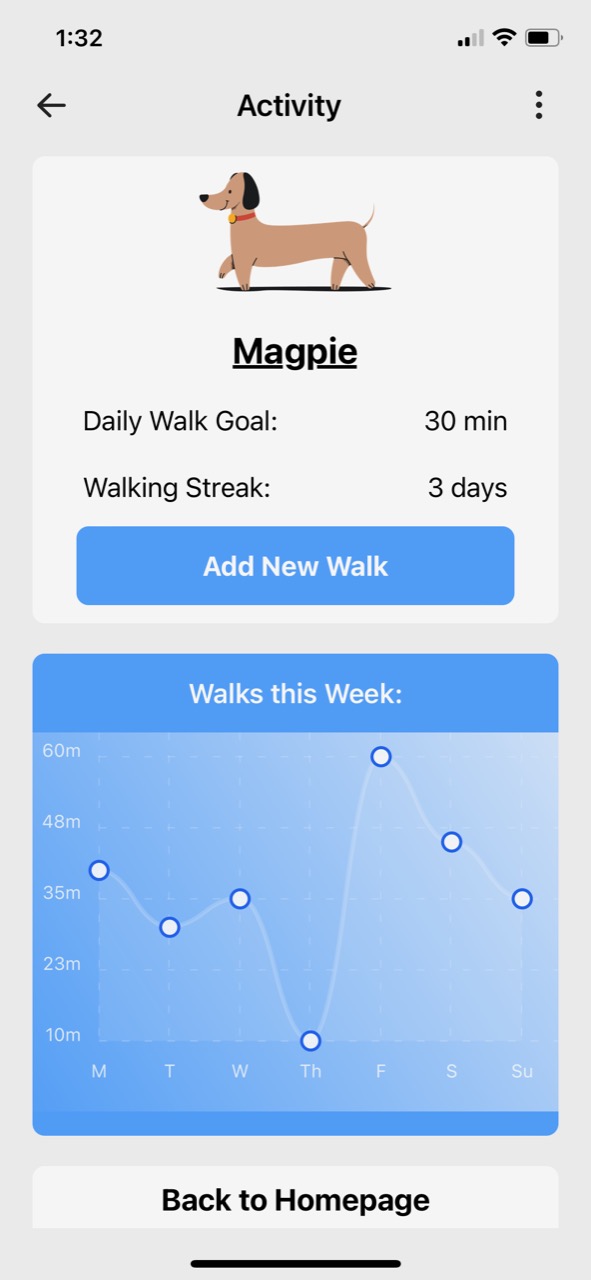 1:32
Activity
Magpie
Daily Walk Goal: 30 min
Walking Streak: 3 days
Add New Walk
Walks this Week:
60m
48m
35m
23m
10m
M T W Th F S Su
Back to Homepage